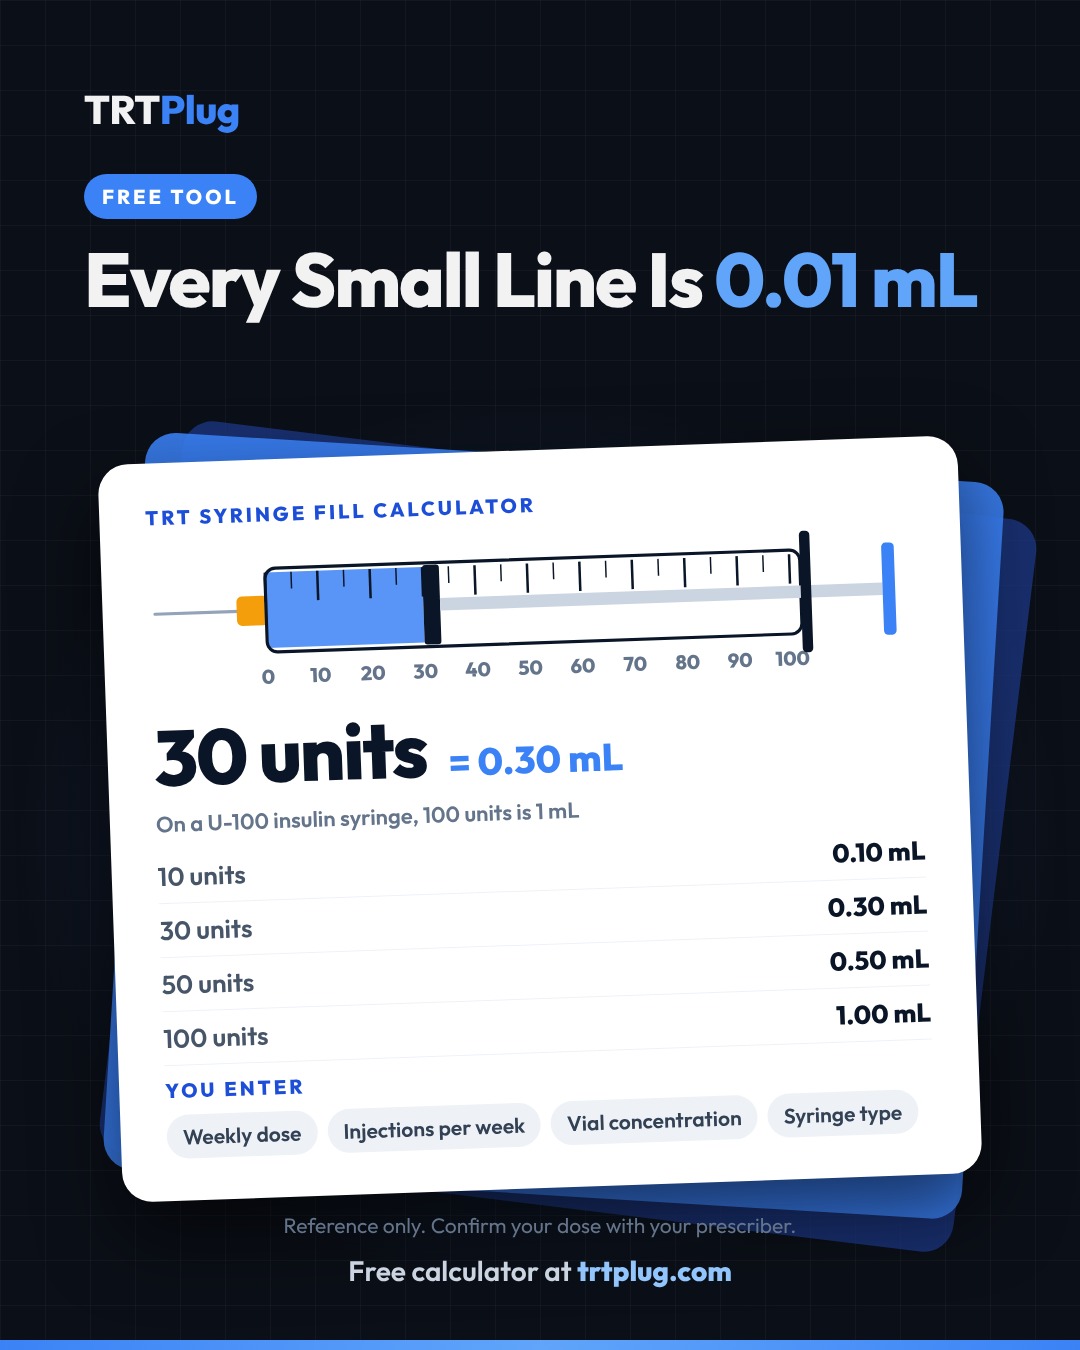 TRTPlug
FREE TOOL
Every Small Line Is 0.01 mL
TRT SYRINGE FILL CALCULATOR
0 10 20 30 40 50 60 70 80 90 100
30 units = 0.30 mL
On a U-100 insulin syringe, 100 units is 1 mL
10 units 0.10 mL
30 units 0.30 mL
50 units 0.50 mL
100 units 1.00 mL
YOU ENTER
Weekly dose Injections per week Vial concentration Syringe type
Reference only. Confirm your dose with your prescriber.
Free calculator at trtplug.com